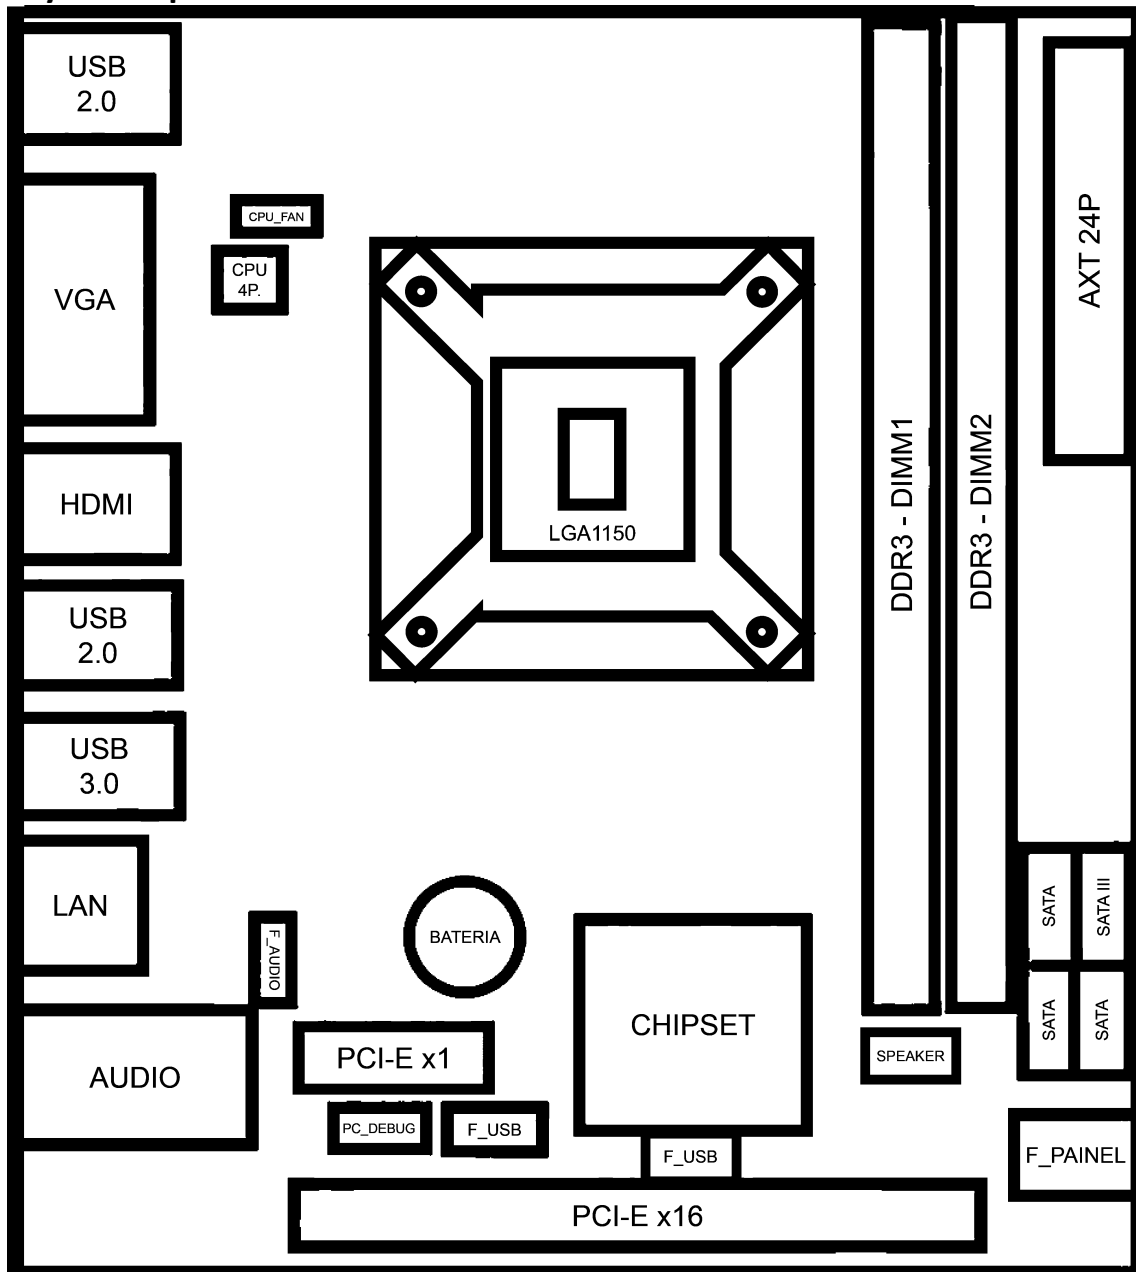 USB
2.0
VGA
CPU_FAN
CPU
4P.
HDMI
USB
2.0
USB
3.0
LAN
F_AUDIO
AUDIO
LGA1150
DDR3 - DIMM1
DDR3 - DIMM2
AXT 24P
BATERIA
CHIPSET
PCI-E x1
PC_DEBUG
F_USB
F_USB
PCI-E x16
SPEAKER
SATA
SATA III
SATA
SATA
F_PAINEL